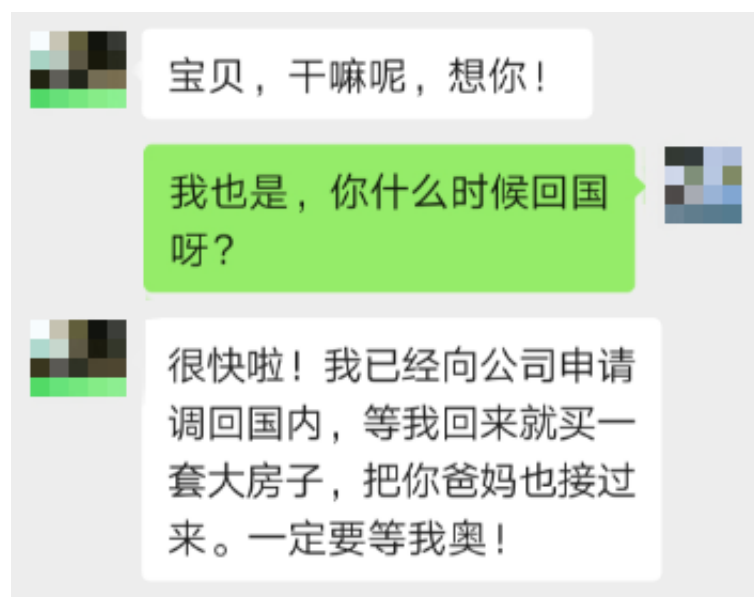 宝贝，干嘛呢，想你！
我也是，你什么时候回国
呀？
很快啦！我已经向公司申请
调回国内，等我回来就买一
套大房子，把你爸妈也接过
来。一定要等我奥！